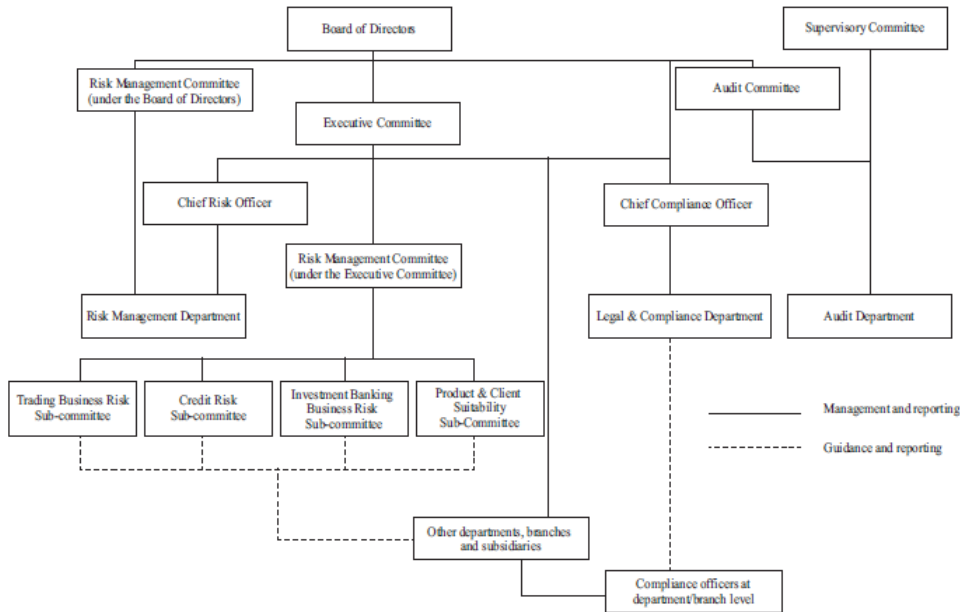 Board of Directors
Supervisory Committee
Risk Management Committee
(under the Board of Directors)
Audit Committee
Executive Committee
Chief Risk Officer
Chief Compliance Officer
Risk Management Committee
(under the Executive Committee)
Risk Management Department
Legal & Compliance Department
Audit Department
Trading Business Risk
Sub-committee
Credit Risk
Sub-committee
Investment Banking
Business Risk
Sub-committee
Product & Client
Suitability
Sub-Committee
Management and reporting
Guidance and reporting
Other departments, branches
and subsidiaries
Compliance officers at
department/branch level